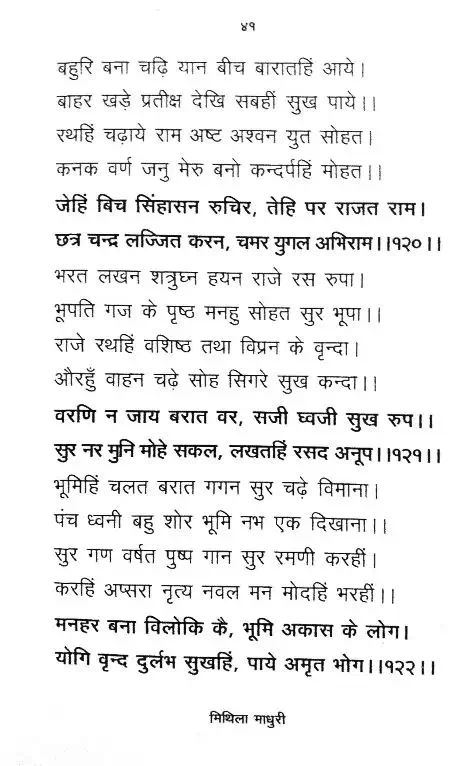 ४१
बहुरि बना चढ़ि यान बीच बारातहिं आये।
बाहर खड़े प्रतीक्ष देखि सबहीं सुख पाये।।
रथहिं चढ़ाये राम अष्ट अश्वन युत सोहत।
कनक वर्ण जनु मेरु बनो कन्दर्पहिं मोहत।।
जेहिं बिच सिंहासन रुचिर, तेहि पर राजत राम।
छत्र चन्द्र लज्जित करन, चमर युगल अभिराम।।१२०।।
भरत लखन शत्रुघ्न हयन राजे रस रुपा।
भूपति गज के पृष्ठ मनहु सोहत सुर भूपा।।
राजे रथहिं वशिष्ठ तथा विप्रन के वृन्दा।
औरहुँ वाहन चढ़े सोह सिगरे सुख कन्दा।।
वरणि न जाय बरात वर, सजी घ्वजी सुख रुप।।
सुर नर मुनि मोहे सकल, लखतहिं रसद अनूप।।१२१।।
भूमिहिं चलत बरात गगन सुर चढ़े विमाना।
पंच ध्वनी बहु शोर भूमि नभ एक दिखाना।।
सुर गण वर्षत पुष्प गान सुर रमणी करहीं।
करहिं अप्सरा नृत्य नवल मन मोदहिं भरहीं।।
मनहर बना विलोकि कै, भूमि अकास के लोग।
योगि वृन्द दुर्लभ सुखहिं, पाये अमृत भोग।।१२२।।
मिथिला माधुरी